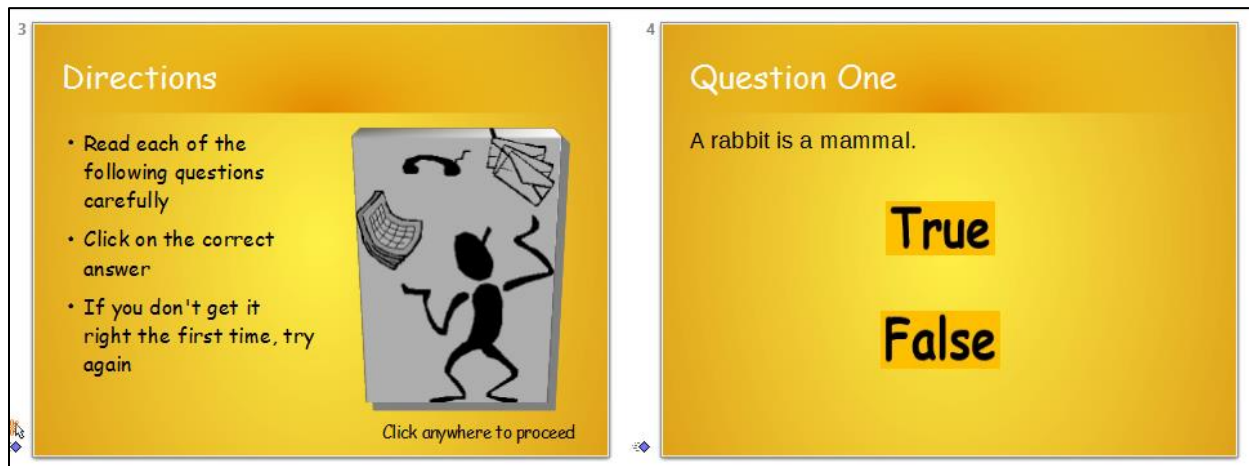 3
Directions
• Read each of the
following questions
carefully
• Click on the correct
answer
• If you don't get it
right the first time, try
again
Click anywhere to proceed
4
Question One
A rabbit is a mammal.
True
False